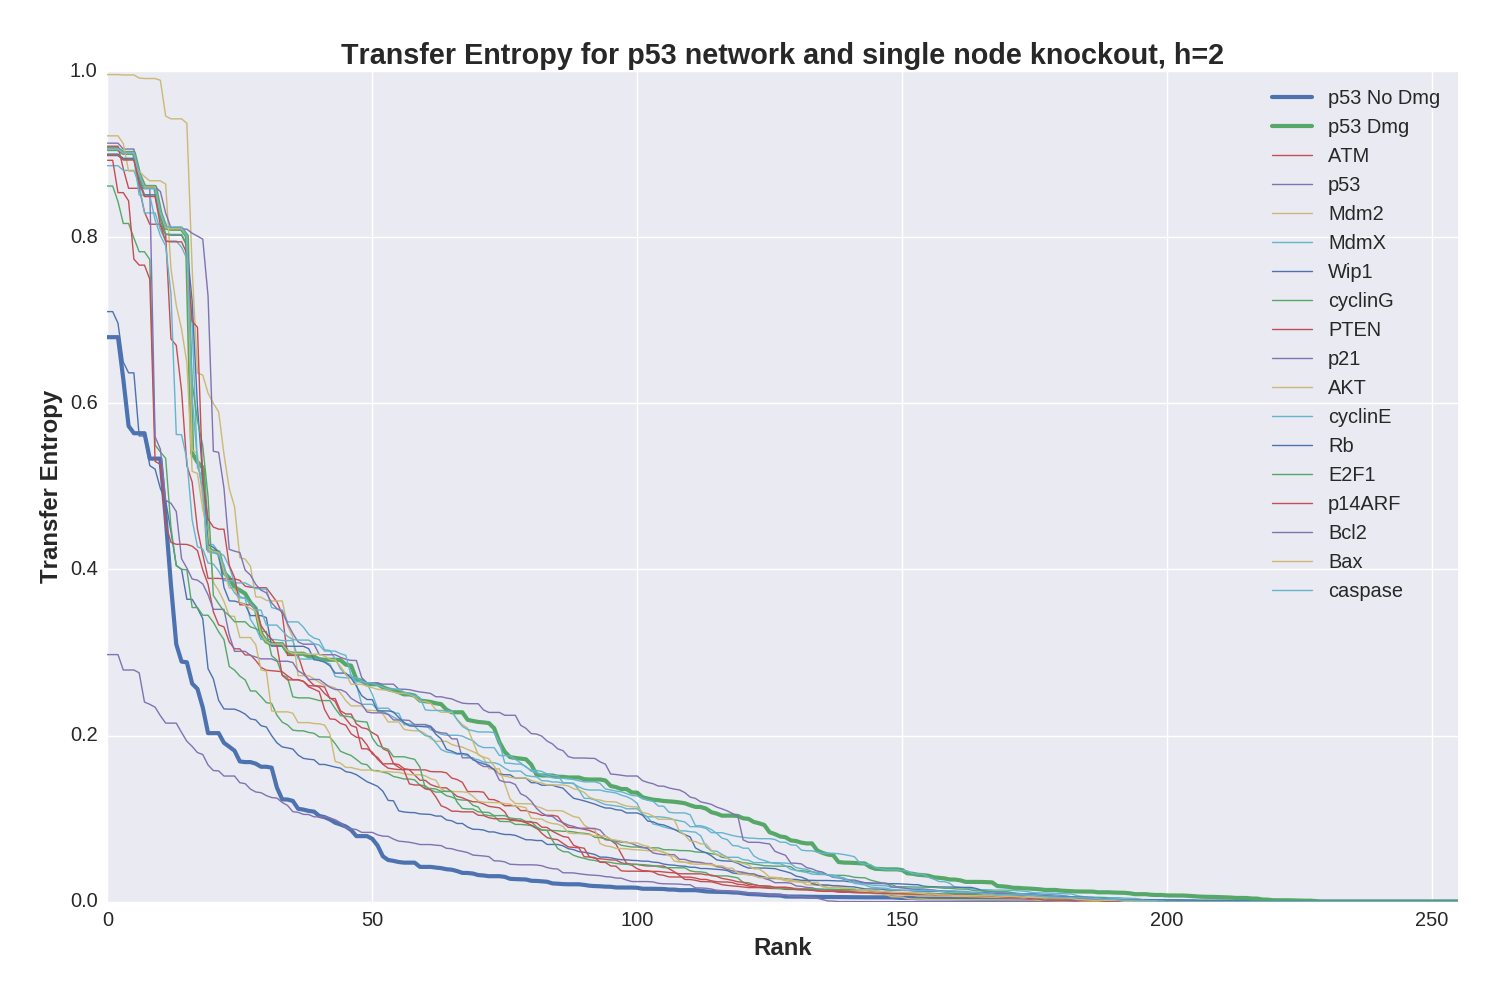 Transfer Entropy for p53 network and single node knockout, h=2
1.0
0.8
0.6
0.4
0.2
0.0
Transfer Entropy
0
50
100
150
200
250
Rank
p53 No Dmg
p53 Dmg
ATM
p53
Mdm2
MdmX
Wip1
cyclinG
PTEN
p21
AKT
cyclinE
Rb
E2F1
p14ARF
Bcl2
Bax
caspase